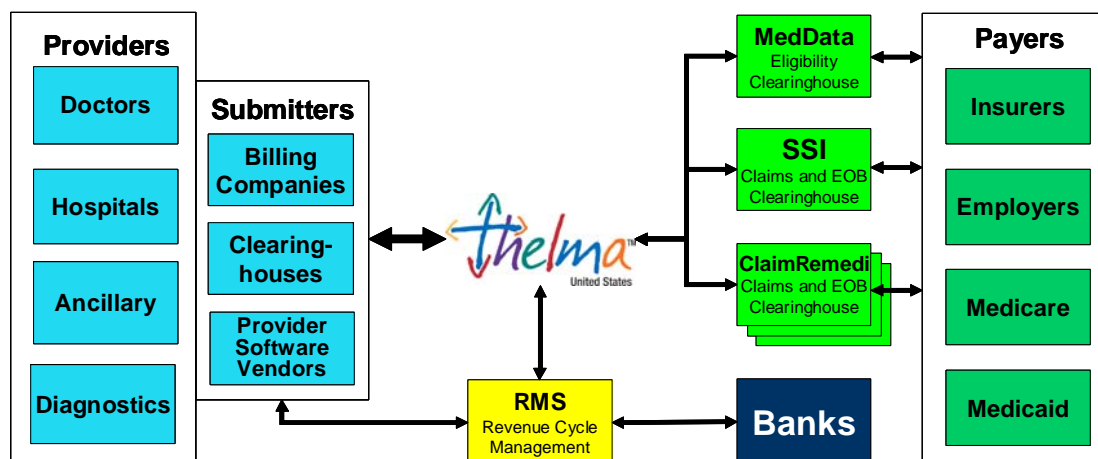 Providers
Doctors
Hospitals
Ancillary
Diagnostics
Submitters
Billing
Companies
Clearing-
houses
Provider
Software
Vendors
thelma™
United States
RMS
Revenue Cycle
Management
MedData
Eligibility
Clearinghouse
SSI
Claims and EOB
Clearinghouse
ClaimRemedi
Claims and EOB
Clearinghouse
Banks
Payers
Insurers
Employers
Medicare
Medicaid